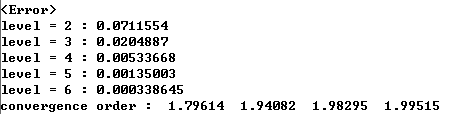 <Error>
level = 2 : 0.0711554
level = 3 : 0.0204887
level = 4 : 0.00533668
level = 5 : 0.00135003
level = 6 : 0.000338645
convergence order :  1.79614  1.94082  1.98295  1.99515